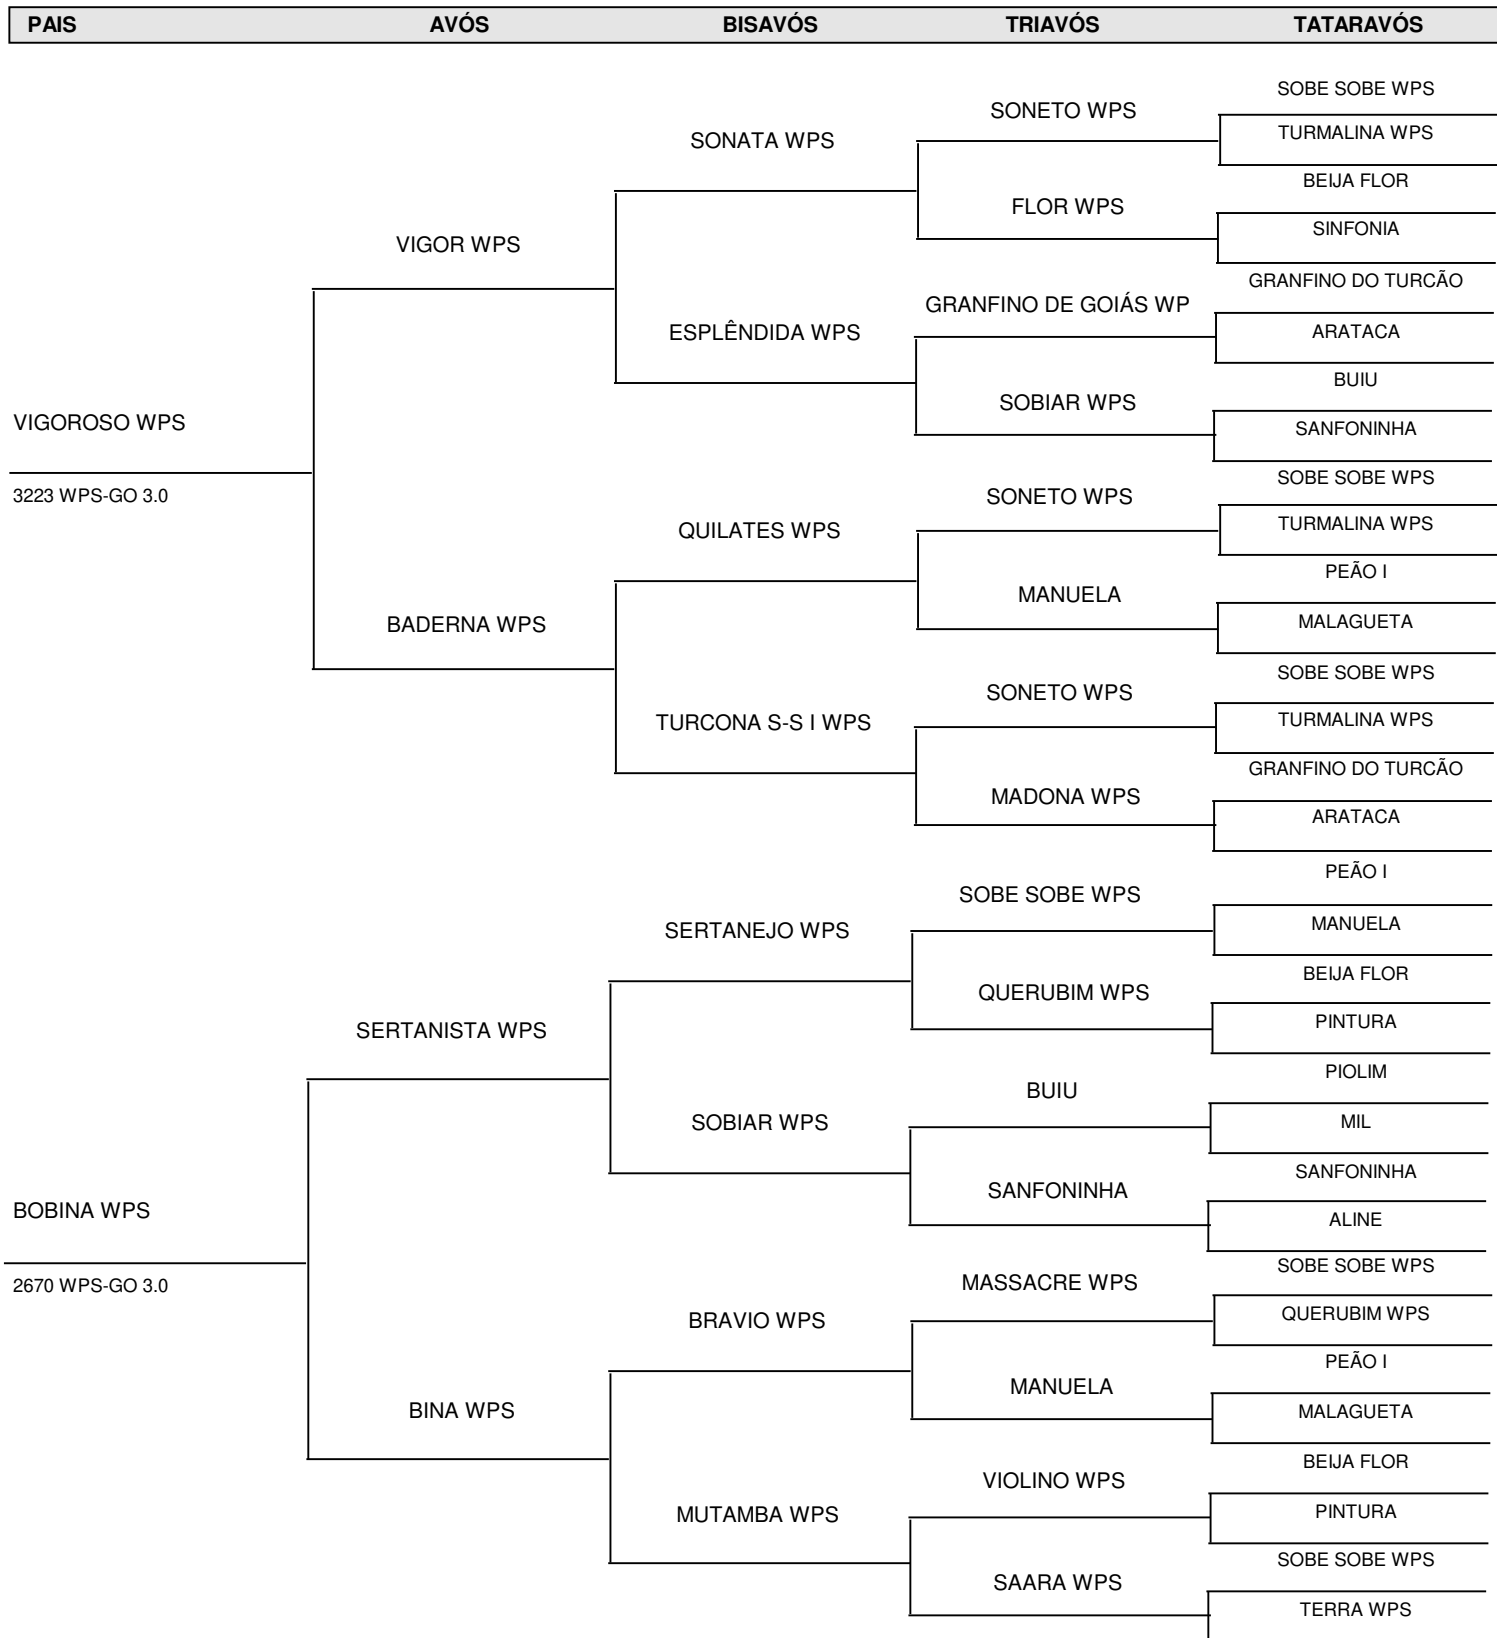 PAIS AVÓS BISAVÓS TRIAVÓS TATARAVÓS
SOBE SOBE WPS
SONETO WPS
TURMALINA WPS
SONATA WPS
BEIJA FLOR
FLOR WPS
SINFONIA
VIGOR WPS
GRANFINO DO TURCÃO
GRANFINO DE GOIÁS WP
ARATACA
ESPLÊNDIDA WPS
BUIU
SOBIAR WPS
SANFONINHA
VIGOROSO WPS
3223 WPS-GO 3.0
SOBE SOBE WPS
SONETO WPS
TURMALINA WPS
QUILATES WPS
PEÃO I
MANUELA
MALAGUETA
BADERNA WPS
SOBE SOBE WPS
SONETO WPS
TURMALINA WPS
TURCONA S-S I WPS
GRANFINO DO TURCÃO
MADONA WPS
ARATACA
PEÃO I
SOBE SOBE WPS
MANUELA
SERTANEJO WPS
BEIJA FLOR
QUERUBIM WPS
PINTURA
SERTANISTA WPS
PIOLIM
BUIU
MIL
SOBIAR WPS
SANFONINHA
SANFONINHA
ALINE
BOBINA WPS
2670 WPS-GO 3.0
SOBE SOBE WPS
MASSACRE WPS
QUERUBIM WPS
BRAVIO WPS
PEÃO I
MANUELA
MALAGUETA
BINA WPS
BEIJA FLOR
VIOLINO WPS
PINTURA
MUTAMBA WPS
SOBE SOBE WPS
SAARA WPS
TERRA WPS